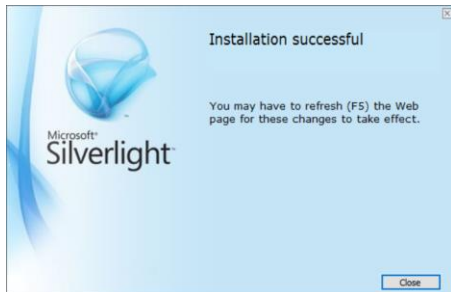 Installation successful
You may have to refresh (F5) the Web
page for these changes to take effect.
Microsoft®
Silverlight™
Close